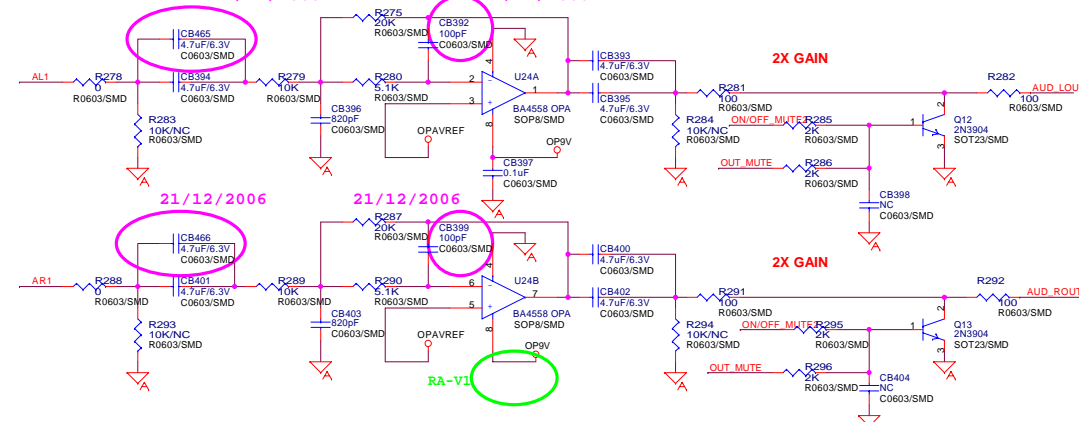 R275
20K
R0603/SMD
CB392
100pF
C0603/SMD
A
CB465
4.7uF/6.3V
C0603/SMD
CB393
4.7uF/6.3V
C0603/SMD
2X GAIN
AL1
R278
0
R0603/SMD
CB394
4.7uF/6.3V
C0603/SMD
R279
10K
R0603/SMD
R280
5.1K
R0603/SMD
4
2
3
1
8
U24A
BA4558 OPA
SOP8/SMD
CB395
4.7uF/6.3V
C0603/SMD
R281
100
R0603/SMD
R282
100
R0603/SMD
AUD_LOU
R283
10K/NC
R0603/SMD
A
CB396
820pF
C0603/SMD
A
OPAVREF
OP9V
CB397
0.1uF
C0603/SMD
A
R284
10K/NC
R0603/SMD
A
ON/OFF_MUTE2
R285
2K
R0603/SMD
OUT_MUTE
R286
2K
R0603/SMD
1
2
3
Q12
2N3904
SOT23/SMD
A
CB398
NC
C0603/SMD
A
21/12/2006
21/12/2006
R287
20K
R0603/SMD
CB399
100pF
C0603/SMD
A
CB466
4.7uF/6.3V
C0603/SMD
CB400
4.7uF/6.3V
C0603/SMD
2X GAIN
AR1
R288
0
R0603/SMD
CB401
4.7uF/6.3V
C0603/SMD
R289
10K
R0603/SMD
R290
5.1K
R0603/SMD
4
6
5
7
8
U24B
BA4558 OPA
SOP8/SMD
CB402
4.7uF/6.3V
C0603/SMD
R291
100
R0603/SMD
R292
100
R0603/SMD
AUD_ROUT
R293
10K/NC
R0603/SMD
A
CB403
820pF
C0603/SMD
A
OPAVREF
OP9V
RA-V1
R294
10K/NC
R0603/SMD
A
ON/OFF_MUTE2
R295
2K
R0603/SMD
OUT_MUTE
R296
2K
R0603/SMD
1
2
3
Q13
2N3904
SOT23/SMD
A
CB404
NC
C0603/SMD
A